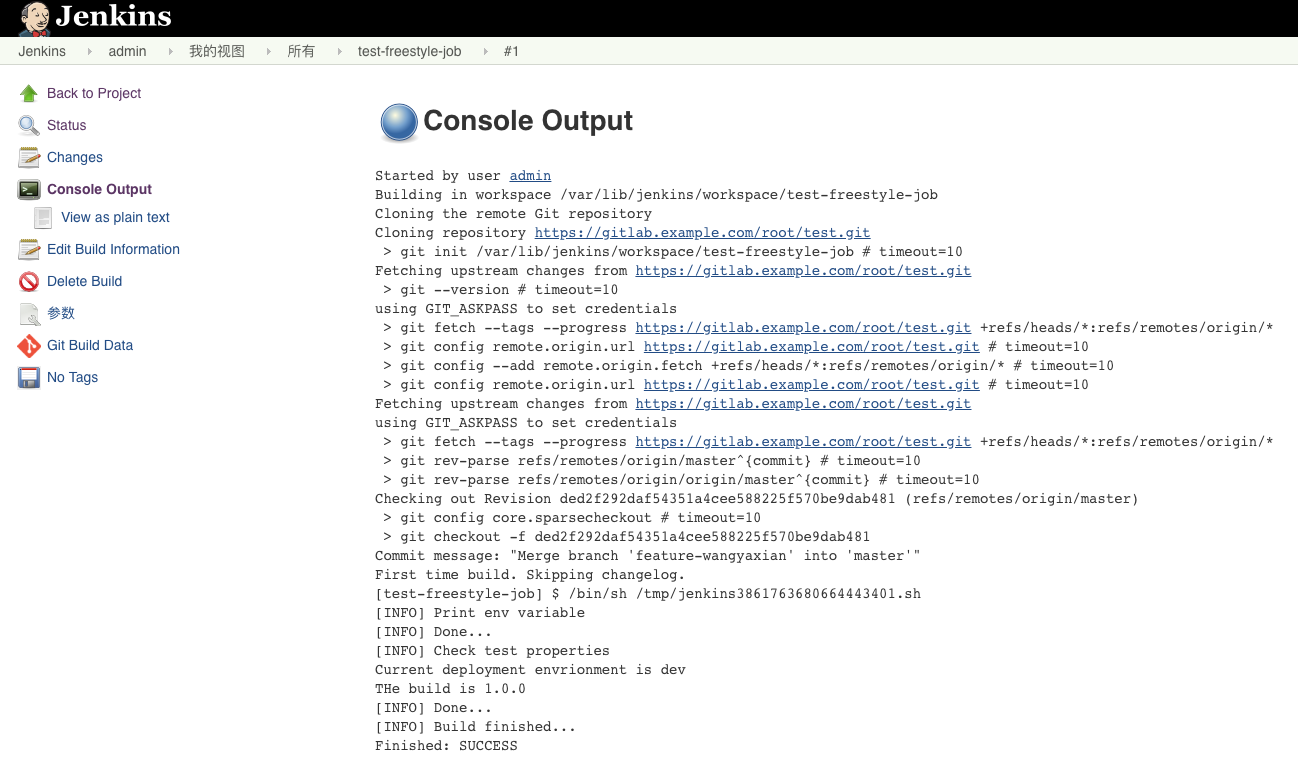 Jenkins
Jenkins admin 我的视图 所有 test-freestyle-job #1
Back to Project
Status
Changes
Console Output
View as plain text
Edit Build Information
Delete Build
参数
Git Build Data
No Tags
Console Output
Started by user admin
Building in workspace /var/lib/jenkins/workspace/test-freestyle-job
Cloning the remote Git repository
Cloning repository https://gitlab.example.com/root/test.git
 > git init /var/lib/jenkins/workspace/test-freestyle-job # timeout=10
Fetching upstream changes from https://gitlab.example.com/root/test.git
 > git --version # timeout=10
using GIT_ASKPASS to set credentials
 > git fetch --tags --progress https://gitlab.example.com/root/test.git +refs/heads/*:refs/remotes/origin/*
 > git config remote.origin.url https://gitlab.example.com/root/test.git # timeout=10
 > git config --add remote.origin.fetch +refs/heads/*:refs/remotes/origin/* # timeout=10
 > git config remote.origin.url https://gitlab.example.com/root/test.git # timeout=10
Fetching upstream changes from https://gitlab.example.com/root/test.git
using GIT_ASKPASS to set credentials
 > git fetch --tags --progress https://gitlab.example.com/root/test.git +refs/heads/*:refs/remotes/origin/*
 > git rev-parse refs/remotes/origin/master^{commit} # timeout=10
 > git rev-parse refs/remotes/origin/origin/master^{commit} # timeout=10
Checking out Revision ded2f292daf54351a4cee588225f570be9dab481 (refs/remotes/origin/master)
 > git config core.sparsecheckout # timeout=10
 > git checkout -f ded2f292daf54351a4cee588225f570be9dab481
Commit message: "Merge branch 'feature-wangyaxian' into 'master'"
First time build. Skipping changelog.
[test-freestyle-job] $ /bin/sh /tmp/jenkins3861763680664443401.sh
[INFO] Print env variable
[INFO] Done...
[INFO] Check test properties
Current deployment envrionment is dev
THe build is 1.0.0
[INFO] Done...
[INFO] Build finished...
Finished: SUCCESS